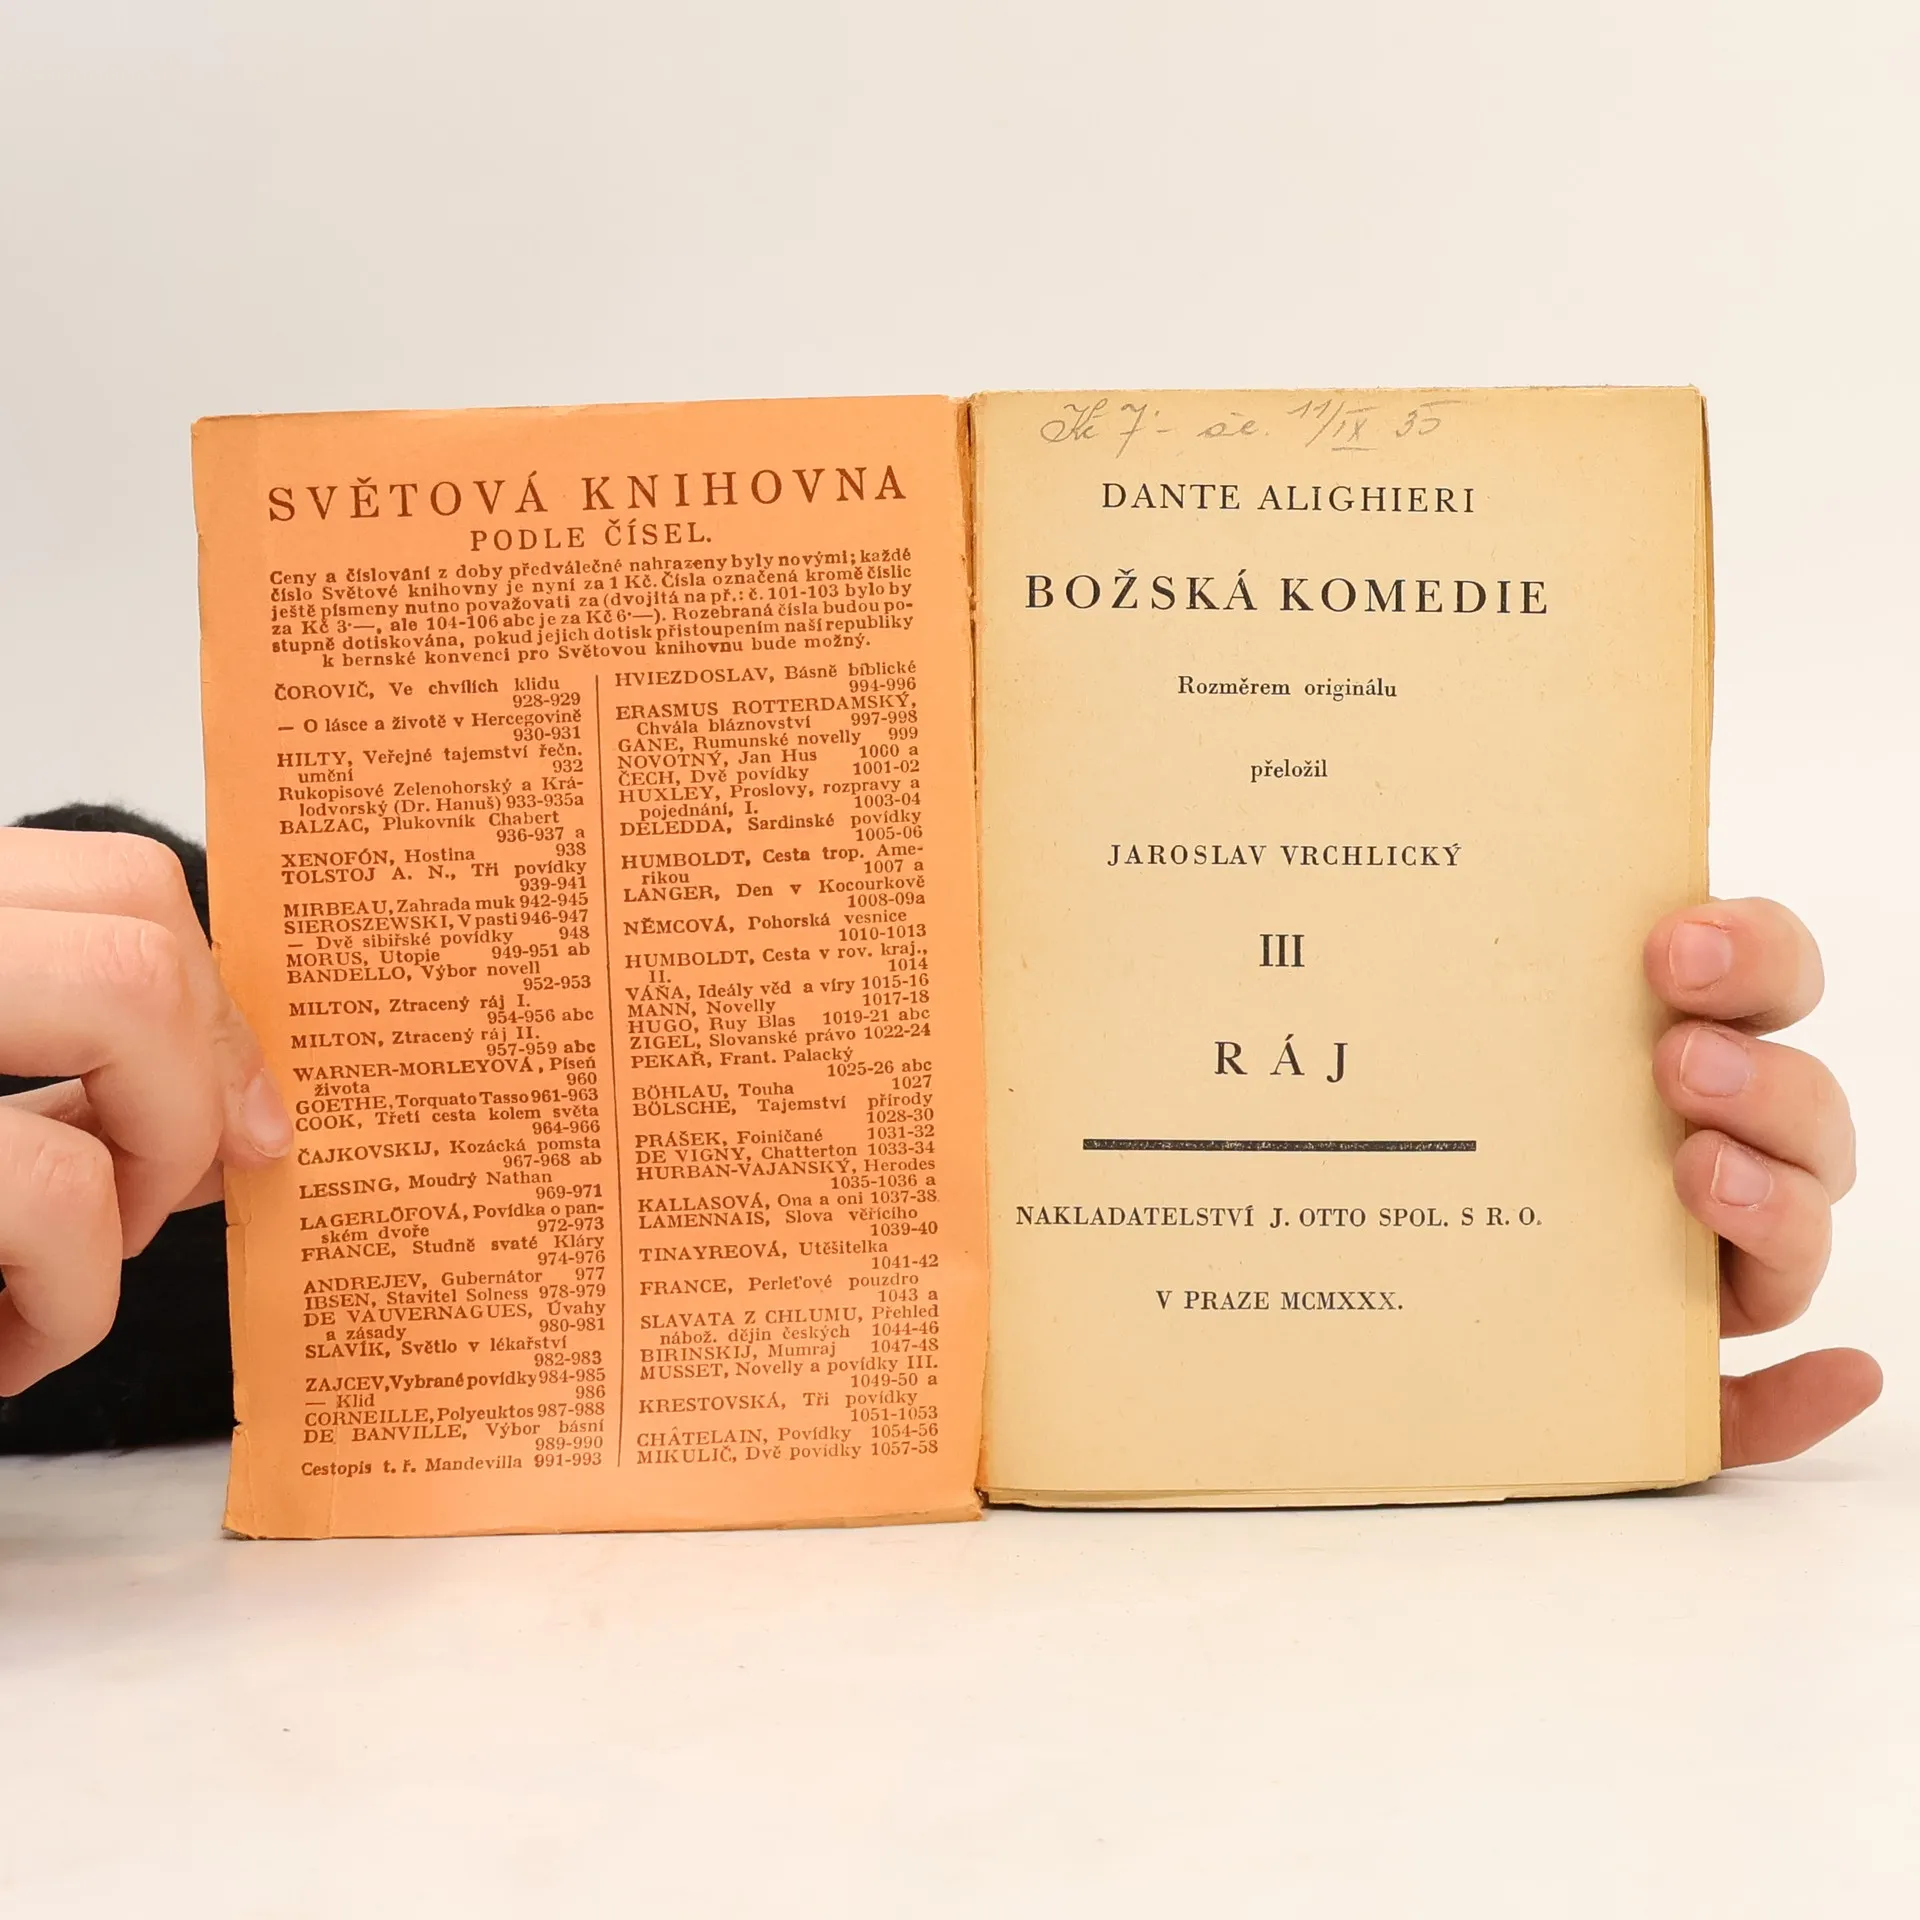 SVĚTOVÁ KNIHOVNA
PODLE ČÍSEL.
Ceny a číslování z doby předválečné nahrazeny byly novými; každé
číslo Světové knihovny je nyní za 1 Kč. Čísla označená kromě číslic
ještě písmeny nutno považovati za (dvojitá na př.: č. 101-103 bylo by
za Kč 3·—, ale 104-106 abc je za Kč 6·—). Rozebraná čísla budou po-
stupně dotiskována, pokud jejich dotisk přistoupením naší republiky
k bernské konvenci pro Světovou knihovnu bude možný.
ČOROVIČ, Ve chvílích klidu
928-929
— O lásce a životě v Hercegovině
930-931
HILTY, Veřejné tajemství řečn.
umění 932
Rukopisové Zelenohorský a Krá-
lodvorský (Dr. Hanuš) 933-935a
BALZAC, Plukovník Chabert
936-937 a
XENOFÓN, Hostina 938
TOLSTOJ A. N., Tři povídky
939-941
MIRBEAU, Zahrada muk 942-945
SIEROSZEWSKI, V pasti 946-947
— Dvě sibiřské povídky 948
MORUS, Utopie 949-951 ab
BANDELLO, Výbor novell
952-953
MILTON, Ztracený ráj I.
954-956 abc
MILTON, Ztracený ráj II.
957-959 abc
WARNER-MORLEYOVÁ, Píseň
života 960
GOETHE, Torquato Tasso 961-963
COOK, Třetí cesta kolem světa
964-966
ČAJKOVSKIJ, Kozácká pomsta
967-968 ab
LESSING, Moudrý Nathan
969-971
LAGERLÖFOVÁ, Povídka o pan-
ském dvoře 972-973
FRANCE, Studně svaté Kláry
974-976
ANDREJEV, Gubernátor 977
IBSEN, Stavitel Solness 978-979
DE VAUVERNAGUES, Úvahy
a zásady 980-981
SLAVÍK, Světlo v lékařství
982-983
ZAJCEV, Vybrané povídky 984-985
— Klid 986
CORNEILLE, Polyeuktos 987-988
DE BANVILLE, Výbor básní
989-990
Cestopis t. ř. Mandevilla 991-993
HVIEZDOSLAV, Básně bíblické
994-996
ERASMUS ROTTERDAMSKÝ,
Chvála bláznovství 997-998
GANE, Rumunské novelly 999
NOVOTNÝ, Jan Hus 1000 a
ČECH, Dvě povídky 1001-02
HUXLEY, Proslovy, rozpravy a
pojednání, I. 1003-04
DELEDDA, Sardinské povídky
1005-06
HUMBOLDT, Cesta trop. Ame-
rikou 1007 a
LANGER, Den v Kocourkově
1008-09a
NĚMCOVÁ, Pohorská vesnice
1010-1013
HUMBOLDT, Cesta v rov. kraj.,
II. 1014
VÁŇA, Ideály věd a víry 1015-16
MANN, Novelly 1017-18
HUGO, Ruy Blas 1019-21 abc
ZIGEL, Slovanské právo 1022-24
PEKAŘ, Frant. Palacký
1025-26 abc
BÖHLAU, Touha 1027
BÖLSCHE, Tajemství přírody
1028-30
PRÁŠEK, Foiničané 1031-32
DE VIGNY, Chatterton 1033-34
HURBAN-VAJANSKÝ, Herodes
1035-1036 a
KALLASOVÁ, Ona a oni 1037-38
LAMENNAIS, Slova věřícího
1039-40
TINAYREOVÁ, Utěšitelka
1041-42
FRANCE, Perleťové pouzdro
1043 a
SLAVATA Z CHLUMU, Přehled
nábož. dějin českých 1044-46
BIRINSKIJ, Mumraj 1047-48
MUSSET, Novelly a povídky III.
1049-50 a
KRESTOVSKÁ, Tři povídky
1051-1053
CHÂTELAIN, Povídky 1054-56
MIKULIČ, Dvě povídky 1057-58
Kč 7·- 11/IX 35
DANTE ALIGHIERI
BOŽSKÁ KOMEDIE
Rozměrem originálu
přeložil
JAROSLAV VRCHLICKÝ
III
RÁJ
NAKLADATELSTVÍ J. OTTO SPOL. S R. O.
V PRAZE MCMXXX.